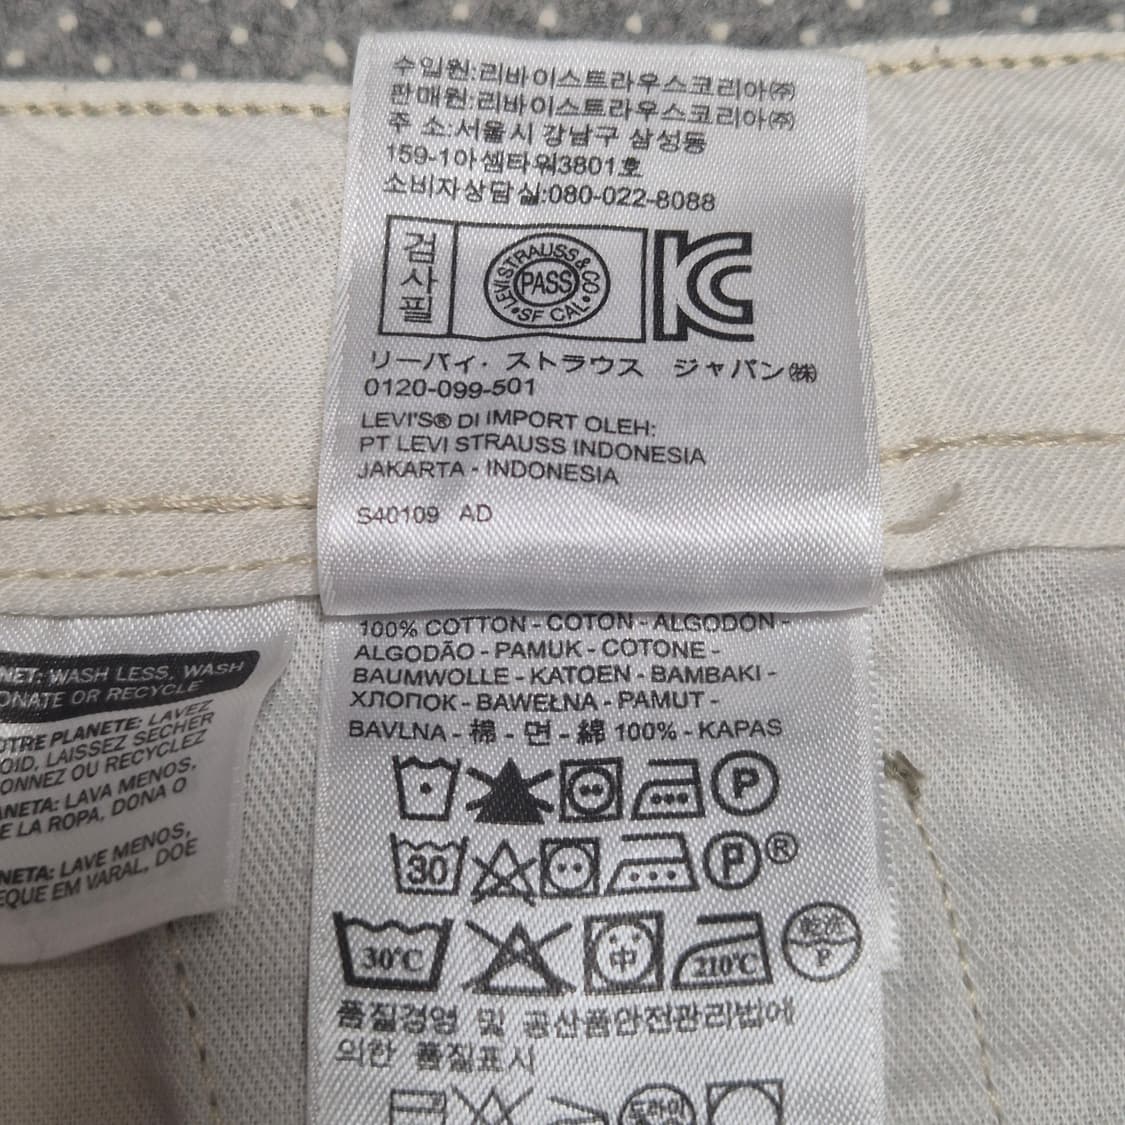 수입원:리바이스트라우스코리아㈜
판매원:리바이스트라우스코리아㈜
주 소:서울시 강남구 삼성동
159-1아셈타워3801호
소비자상담실:080-022-8088
검사필
LEVI STRAUSS & CO
PASS
SF CAL
KC
リーバイ・ストラウス ジャパン㈱
0120-099-501
LEVI'S® DI IMPORT OLEH:
PT LEVI STRAUSS INDONESIA
JAKARTA - INDONESIA
S40109 AD
100% COTTON - COTON - ALGODÓN -
ALGODÃO - PAMUK - COTONE -
BAUMWOLLE - KATOEN - BAMBAKI -
ХЛОПОК - BAWEŁNA - PAMUT -
BAVLNA - 棉 - 면 - 綿 100% - KAPAS
P
30 P ®
30°C 中 210°C 乾洗 P
품질경영 및 공산품안전관리법에
의한 품질표시
드라이
NET: WASH LESS, WASH
ONATE OR RECYCLE
OTRE PLANETE: LAVEZ
OID, LAISSEZ SECHER
ONNEZ OU RECYCLEZ
ANETA: LAVA MENOS,
E LA ROPA, DONA O
NETA: LAVE MENOS,
EQUE EM VARAL, DOE